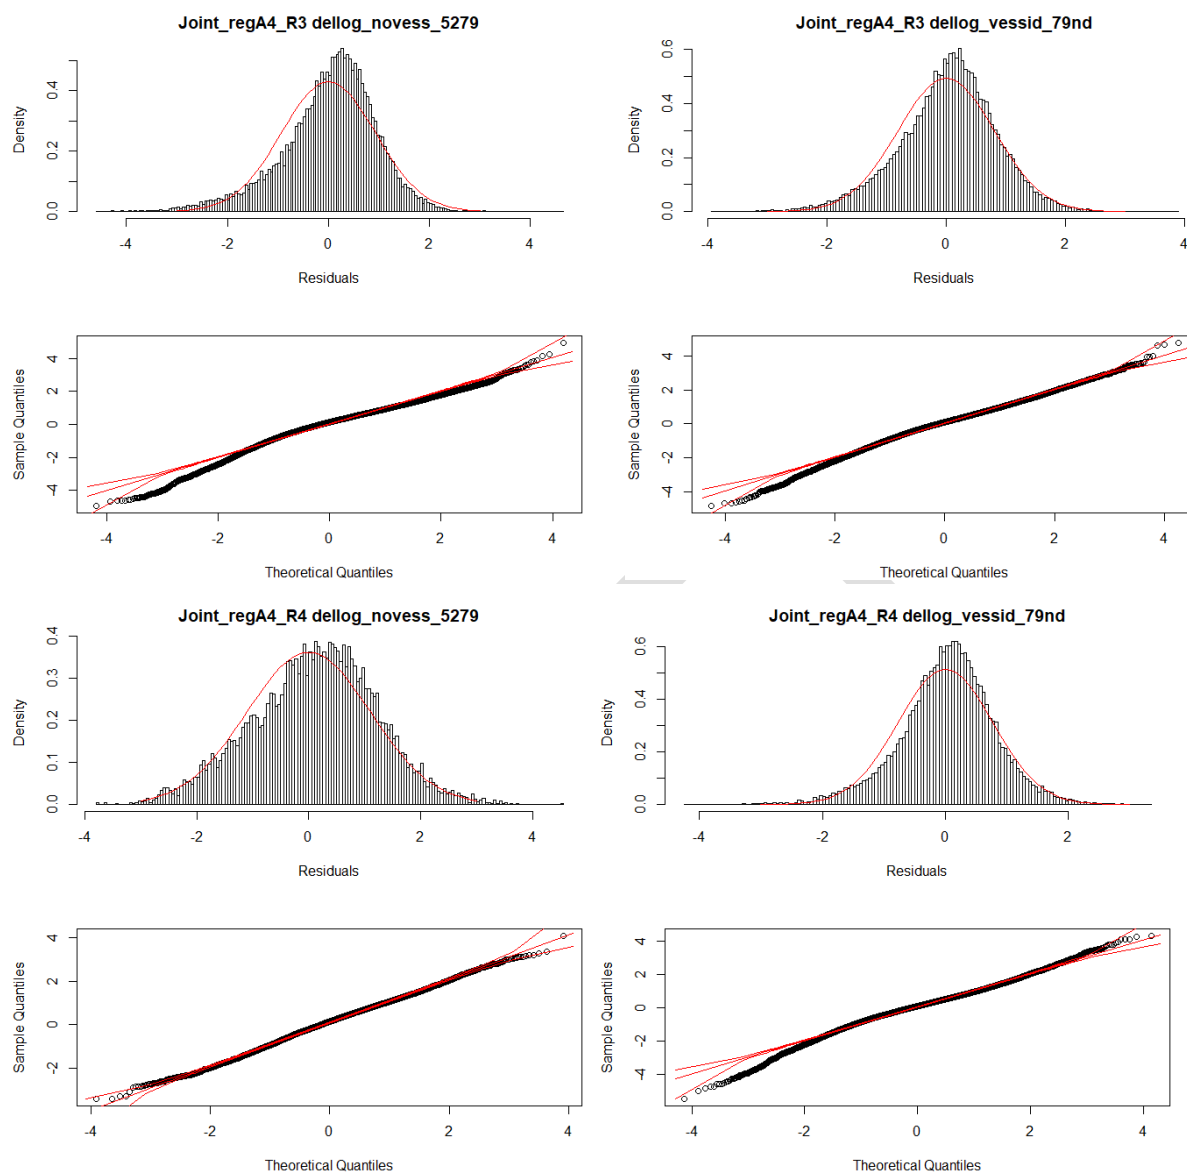 Joint_regA4_R3 dellog_novess_5279
Density
0.0 0.2 0.4
-4 -2 0 2 4
Residuals
Sample Quantiles
-4 -2 0 2 4
-4 -2 0 2 4
Theoretical Quantiles
Joint_regA4_R3 dellog_vessid_79nd
Density
0.0 0.2 0.4 0.6
-4 -2 0 2 4
Residuals
Sample Quantiles
-4 -2 0 2 4
-4 -2 0 2 4
Theoretical Quantiles
Joint_regA4_R4 dellog_novess_5279
Density
0.0 0.1 0.2 0.3 0.4
-4 -2 0 2 4
Residuals
Sample Quantiles
-2 0 2 4
-4 -2 0 2 4
Theoretical Quantiles
Joint_regA4_R4 dellog_vessid_79nd
Density
0.0 0.2 0.4 0.6
-4 -2 0 2
Residuals
Sample Quantiles
-4 -2 0 2 4
-4 -2 0 2 4
Theoretical Quantiles